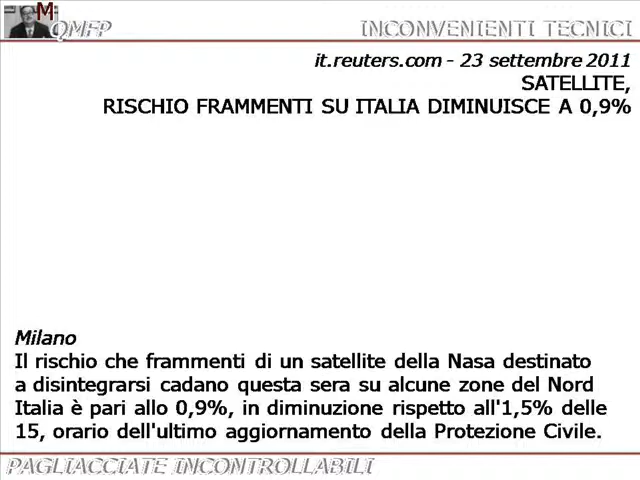 M
QMFP
INCONVENIENTI TECNICI
it.reuters.com - 23 settembre 2011
SATELLITE,
RISCHIO FRAMMENTI SU ITALIA DIMINUISCE A 0,9%
Milano
Il rischio che frammenti di un satellite della Nasa destinato
a disintegrarsi cadano questa sera su alcune zone del Nord
Italia è pari allo 0,9%, in diminuzione rispetto all'1,5% delle
15, orario dell'ultimo aggiornamento della Protezione Civile.
PAGLIACCIATE INCONTROLLABILI